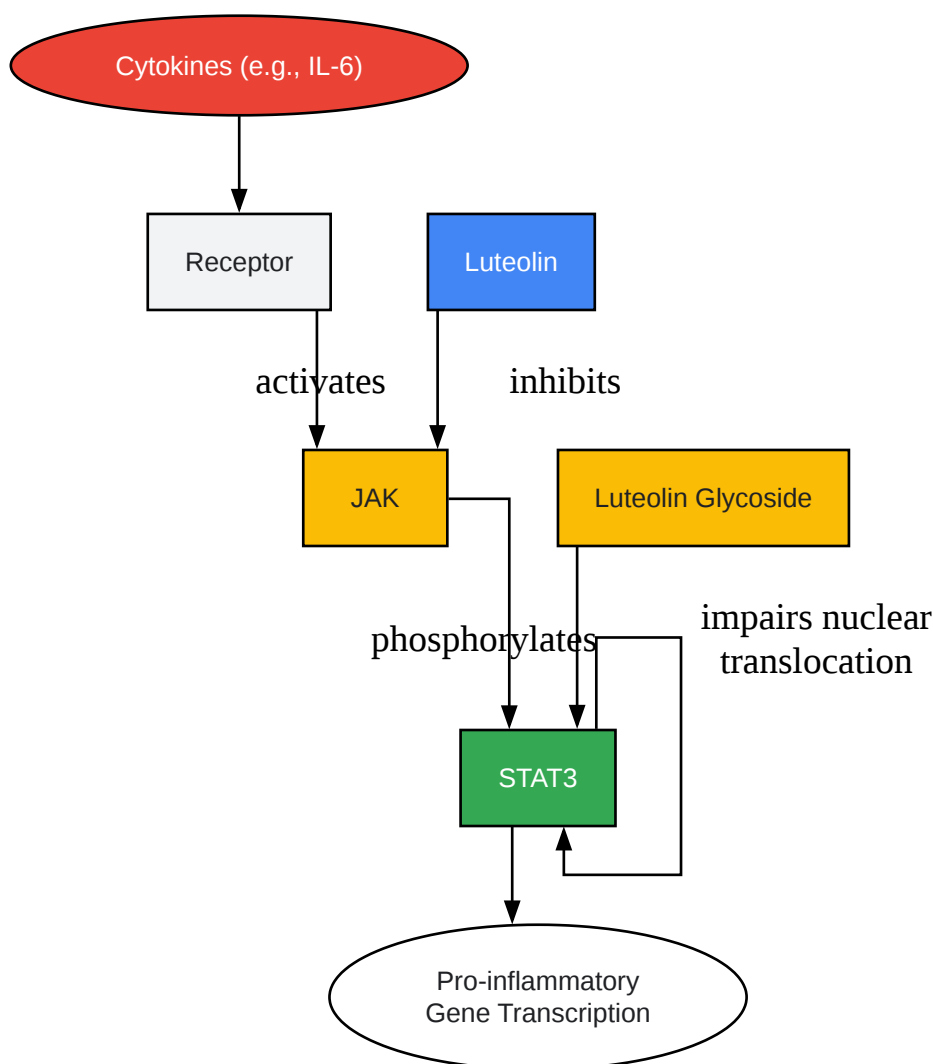 Cytokines (e.g., IL-6)
Receptor
Luteolin
activates
inhibits
JAK
Luteolin Glycoside
phosphorylates
impairs nuclear
translocation
STAT3
Pro-inflammatory
Gene Transcription